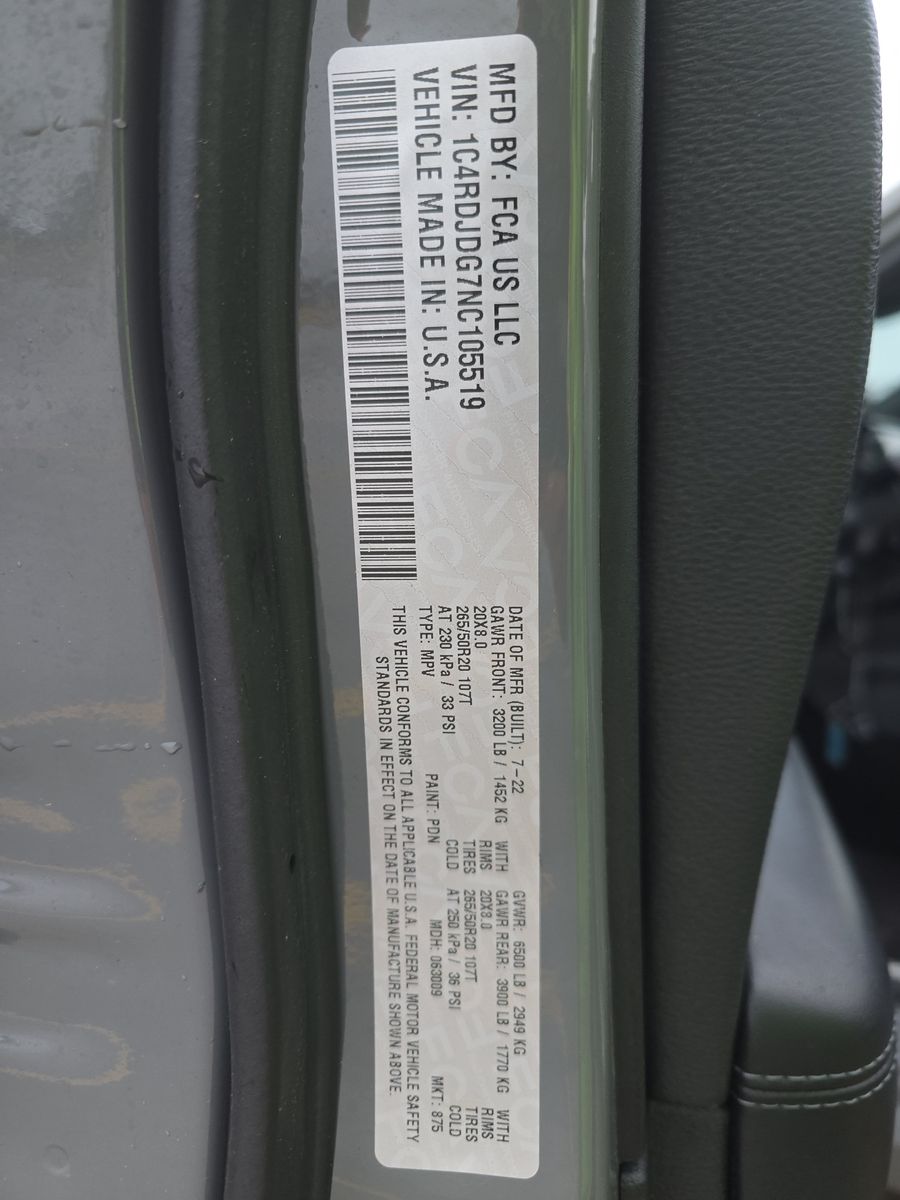 MFD BY: FCA US LLC
VIN: 1C4RDJDG7NC105519
VEHICLE MADE IN: U.S.A.
DATE OF MFR (BUILT): 7–22 GVWR: 6500 LB / 2949 KG
GAWR FRONT: 3200 LB / 1452 KG WITH GAWR REAR: 3900 LB / 1770 KG WITH
20X8.0 RIMS 20X8.0 RIMS
265/50R20 107T TIRES 265/50R20 107T TIRES
AT 230 kPa / 33 PSI COLD AT 250 kPa / 36 PSI COLD
TYPE: MPV PAINT: PDN MDH: 063009 MKT: 875
THIS VEHICLE CONFORMS TO ALL APPLICABLE U.S.A. FEDERAL MOTOR VEHICLE SAFETY
STANDARDS IN EFFECT ON THE DATE OF MANUFACTURE SHOWN ABOVE.